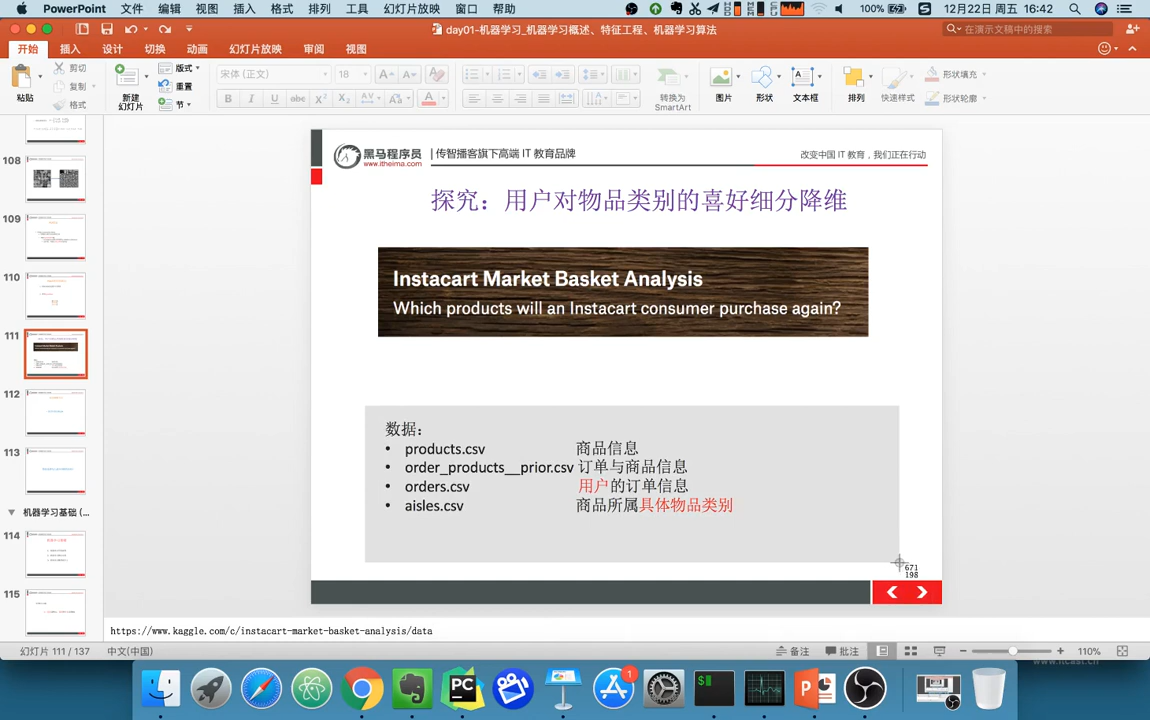 PowerPoint 文件 编辑 视图 插入 格式 工具 幻灯片放映 窗口 帮助 100% 12月22日 周五 16:42
day01-机器学习_机器学习概述、特征工程、机器学习算法 在演示文稿中的搜索
开始 插入 设计 切换 动画 幻灯片放映 审阅 视图
粘贴 剪切 复制 格式 新建 幻灯片 版式 重置 节 宋体 (正文) 18 转换为 SmartArt 图片 形状 文本框 排列 快速样式 形状填充 形状轮廓
108
109
110
111
112
113
机器学习基础 (...
114
115
黑马程序员
www.itheima.com
传智播客旗下高端 IT 教育品牌
改变中国 IT 教育，我们正在行动
探究：用户对物品类别的喜好细分降维
Instacart Market Basket Analysis
Which products will an Instacart consumer purchase again?
数据：
• products.csv 商品信息
• order_products__prior.csv 订单与商品信息
• orders.csv 用户的订单信息
• aisles.csv 商品所属具体物品类别
671
198
https://www.kaggle.com/c/instacart-market-basket-analysis/data
幻灯片 111 / 137 中文(中国) 备注 批注 110%
www.itcast.cn
PC
1
$
P